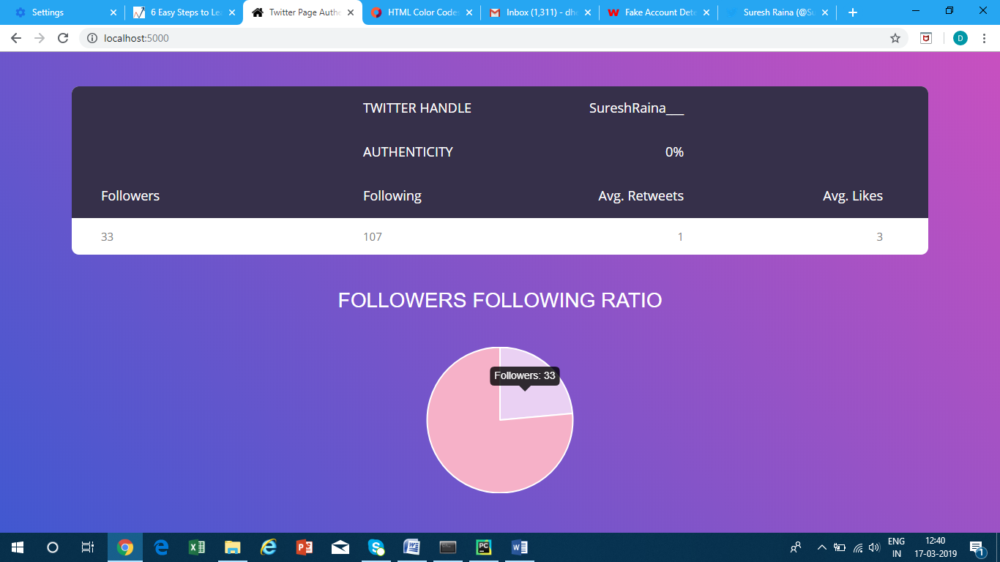 Settings 6 Easy Steps to Le Twitter Page Authe HTML Color Code Inbox (1,311) - dh Fake Account Det Suresh Raina (@Su
localhost:5000
D
TWITTER HANDLE SureshRaina___
AUTHENTICITY 0%
Followers Following Avg. Retweets Avg. Likes
33 107 1 3
FOLLOWERS FOLLOWING RATIO
Followers: 33
ENG 12:40
IN 17-03-2019
1